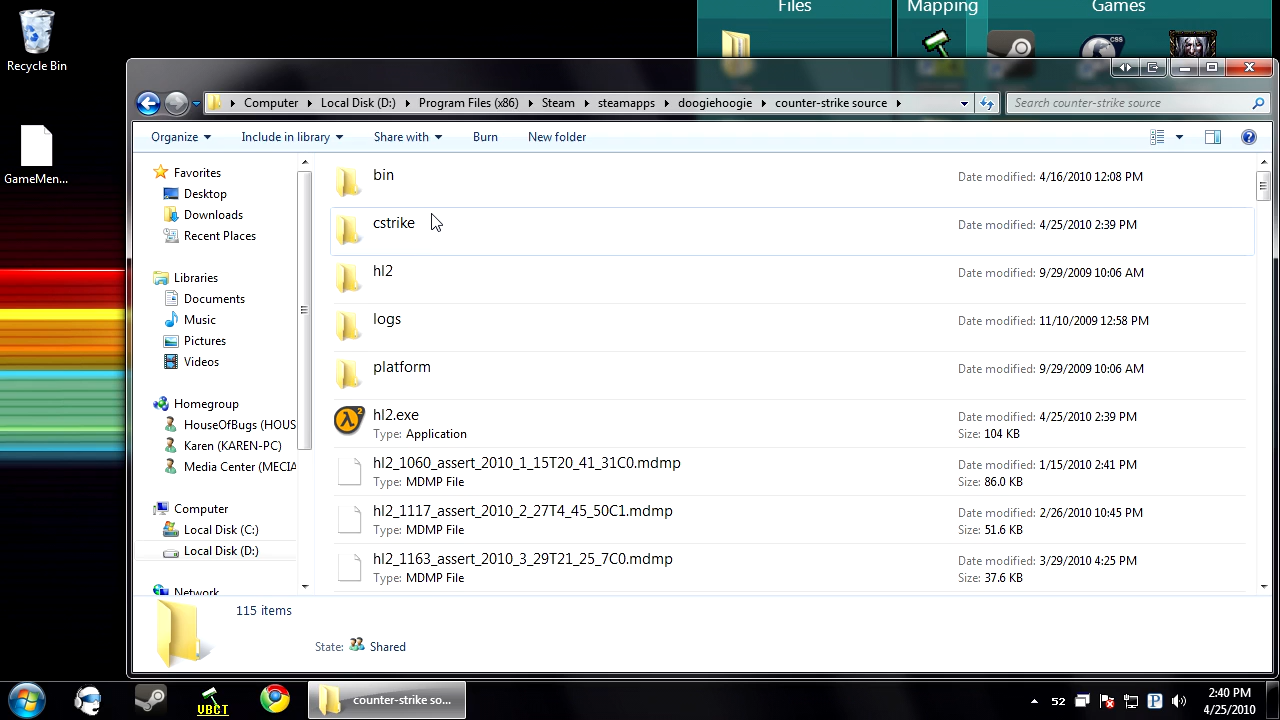 Files
Mapping
Games
Recycle Bin
CSS
Computer
Local Disk (D:)
Program Files (x86)
Steam
steamapps
doogiehoogie
counter-strike source
Search counter-strike source
Organize
Include in library
Share with
Burn
New folder
GameMen...
Favorites
Desktop
Downloads
Recent Places
Libraries
Documents
Music
Pictures
Videos
Homegroup
HouseOfBugs (HOUS
Karen (KAREN-PC)
Media Center (MECIA
Computer
Local Disk (C:)
Local Disk (D:)
Network
bin
Date modified: 4/16/2010 12:08 PM
cstrike
Date modified: 4/25/2010 2:39 PM
hl2
Date modified: 9/29/2009 10:06 AM
logs
Date modified: 11/10/2009 12:58 PM
platform
Date modified: 9/29/2009 10:06 AM
hl2.exe
Date modified: 4/25/2010 2:39 PM
Type: Application
Size: 104 KB
hl2_1060_assert_2010_1_15T20_41_31C0.mdmp
Date modified: 1/15/2010 2:41 PM
Type: MDMP File
Size: 86.0 KB
hl2_1117_assert_2010_2_27T4_45_50C1.mdmp
Date modified: 2/26/2010 10:45 PM
Type: MDMP File
Size: 51.6 KB
hl2_1163_assert_2010_3_29T21_25_7C0.mdmp
Date modified: 3/29/2010 4:25 PM
Type: MDMP File
Size: 37.6 KB
115 items
State: Shared
VBCT
counter-strike so...
52
2:40 PM
4/25/2010